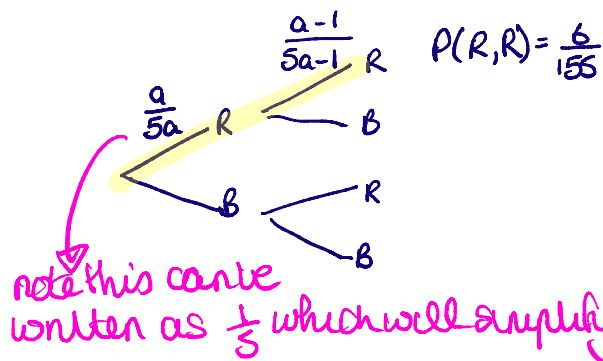 a-1/5a-1 R P(R,R) = 6/155
a/5a R
B
B R
B
note this can be
written as 1/5 which will simplify